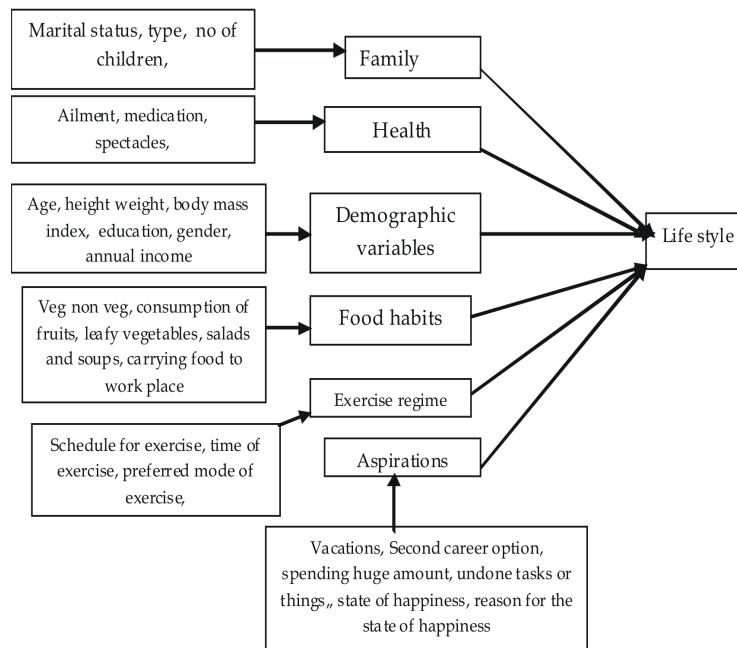 Marital status, type, no of
children,
Family
Ailment, medication,
spectacles,
Health
Age, height weight, body mass
index, education, gender,
annual income
Demographic
variables
Life style
Veg non veg, consumption of
fruits, leafy vegetables, salads
and soups, carrying food to
work place
Food habits
Exercise regime
Schedule for exercise, time of
exercise, preferred mode of
exercise,
Aspirations
Vacations, Second career option,
spending huge amount, undone tasks or
things,, state of happiness, reason for the
state of happiness